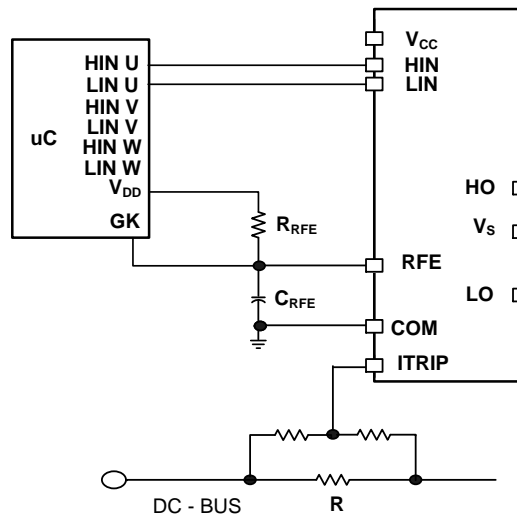 uC
HIN U
LIN U
HIN V
LIN V
HIN W
LIN W
VDD
GK
RRFE
CRFE
VCC
HIN
LIN
HO
VS
RFE
LO
COM
ITRIP
DC - BUS
R